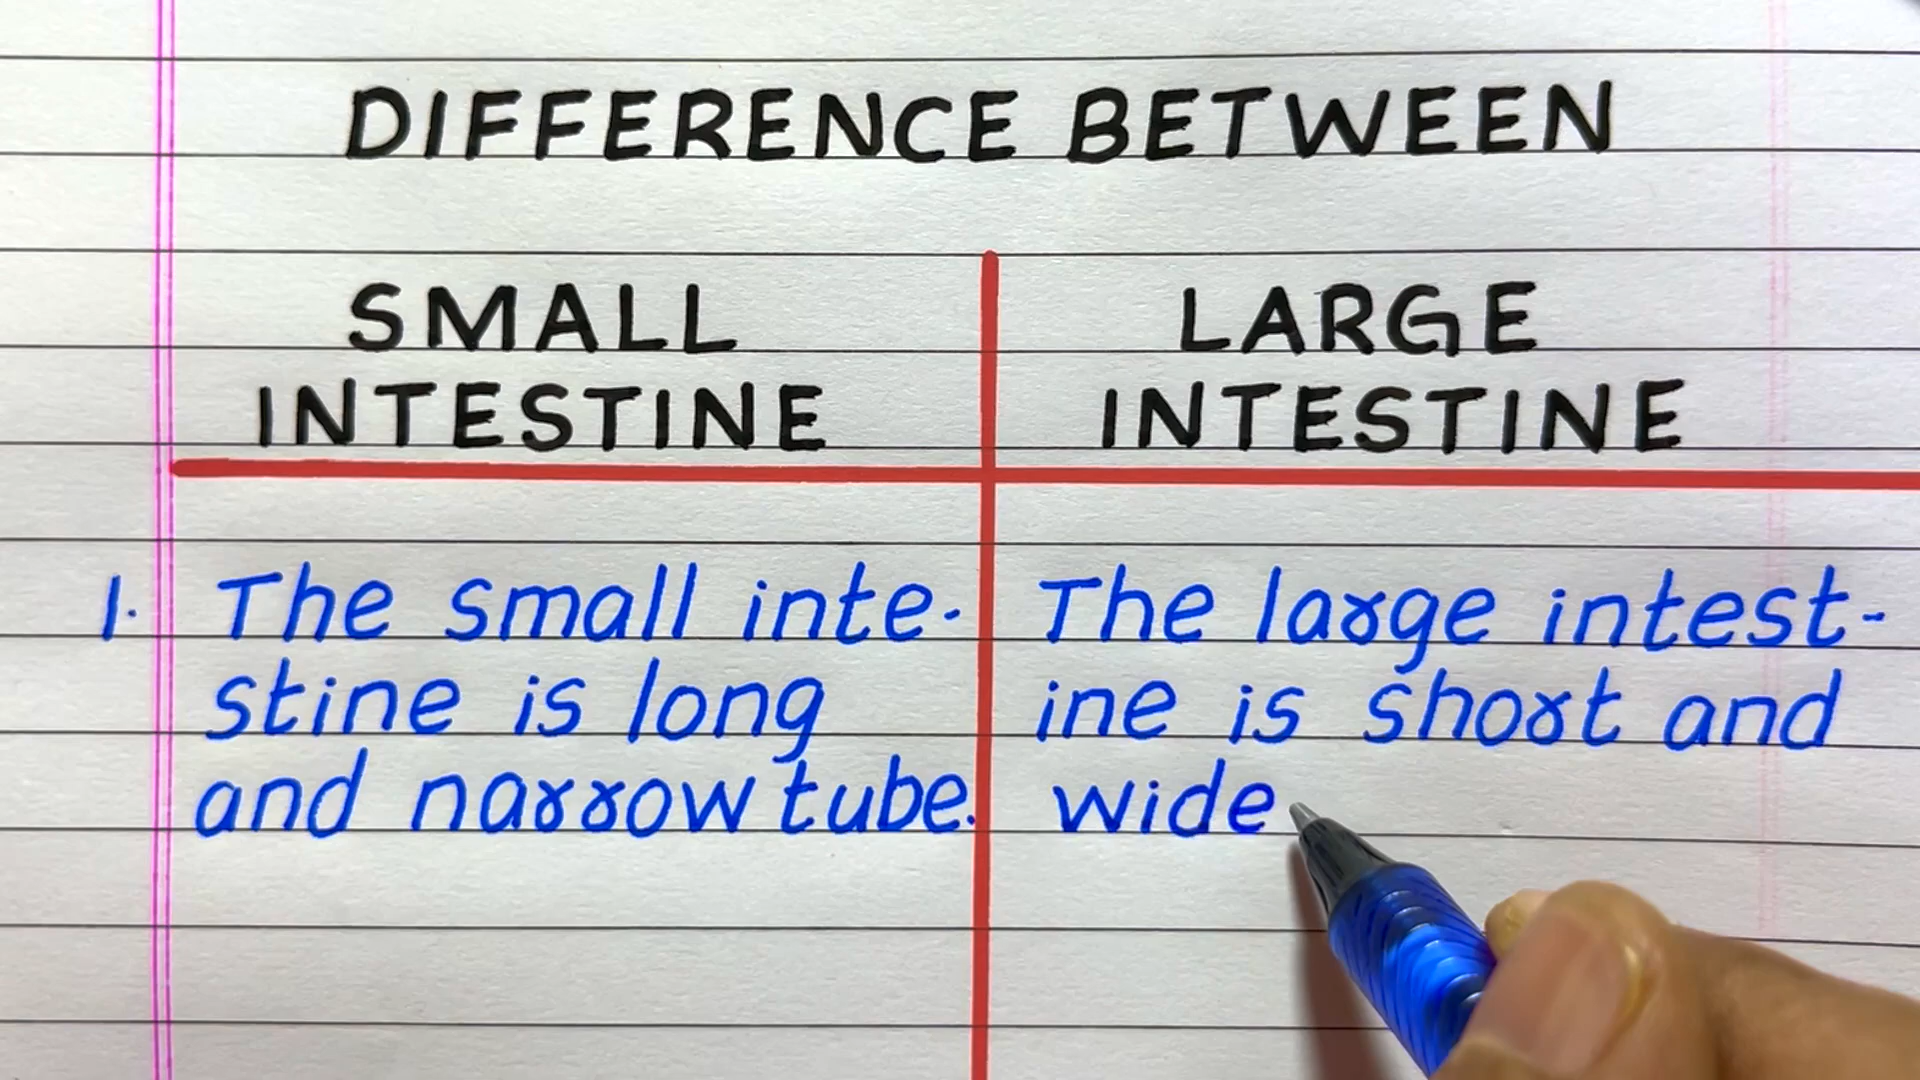 DIFFERENCE BETWEEN
SMALL
INTESTINE
LARGE
INTESTINE
1. The small inte-
stine is long
and narrow tube.
The large intest-
ine is short and
wide